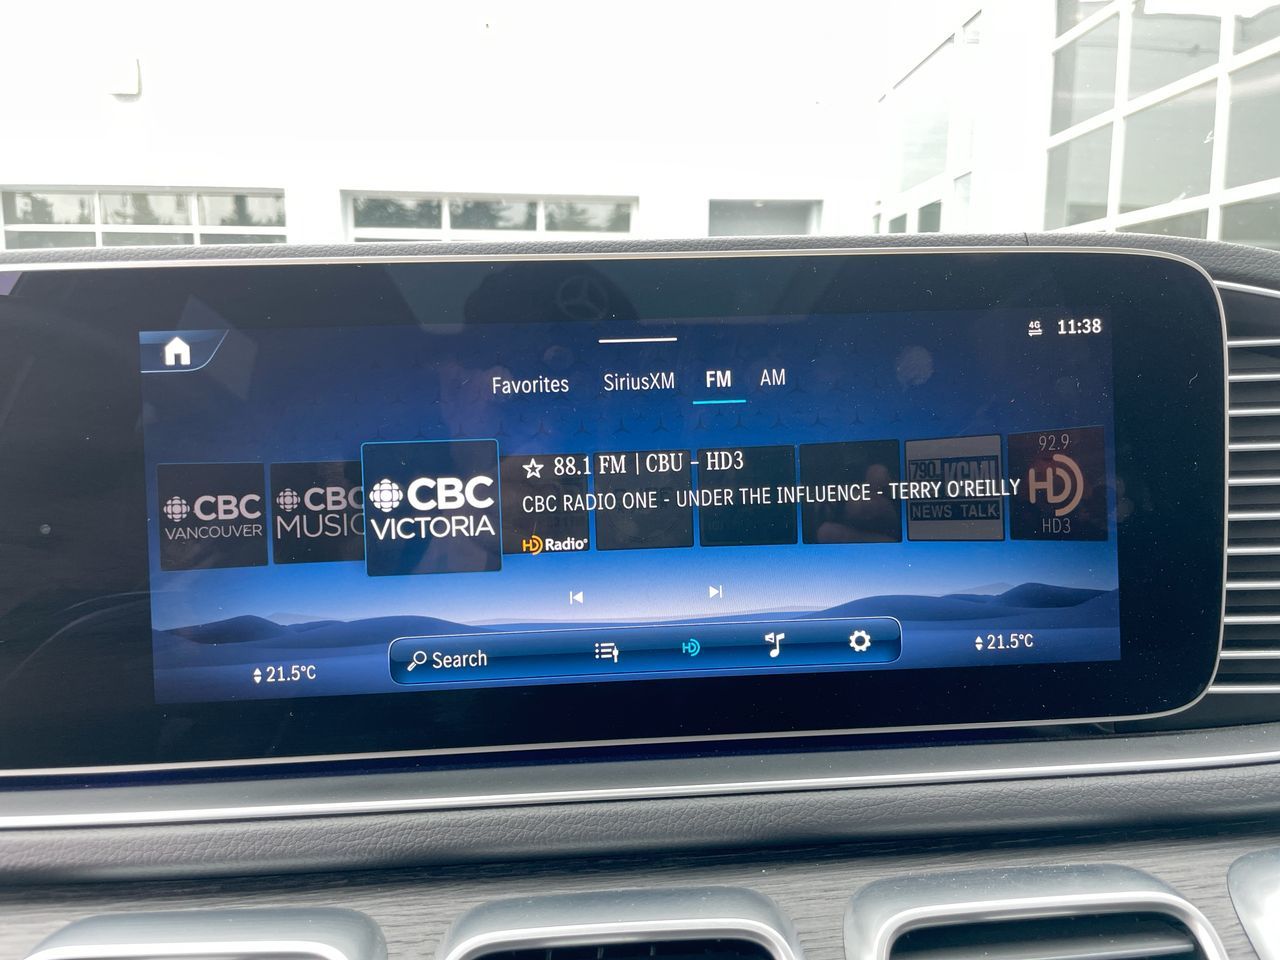 4G 11:38
Favorites SiriusXM FM AM
CBC
VANCOUVER
CBC
MUSIC
CBC
VICTORIA
88.1 FM | CBU - HD3
CBC RADIO ONE - UNDER THE INFLUENCE - TERRY O'REILLY
HD Radio
790 KGMI
NEWS TALK
92.9
HD
HD3
Search
HD
21.5°C
21.5°C